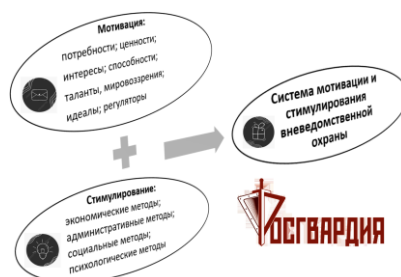 Мотивация:
потребности; ценности;
интересы; способности;
таланты, мировоззрения;
идеалы; регуляторы
Система мотивации и
стимулирования
вневедомственной
охраны
Стимулирование:
экономические методы;
административные методы;
социальные методы;
психологические методы
РОСГВАРДИЯ